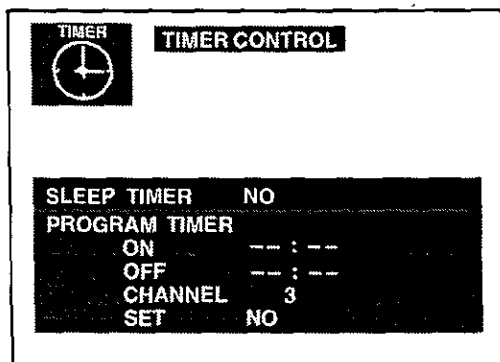 TIMER
TIMER CONTROL
SLEEP TIMER NO
PROGRAM TIMER
ON --:--
OFF --:--
CHANNEL 3
SET NO